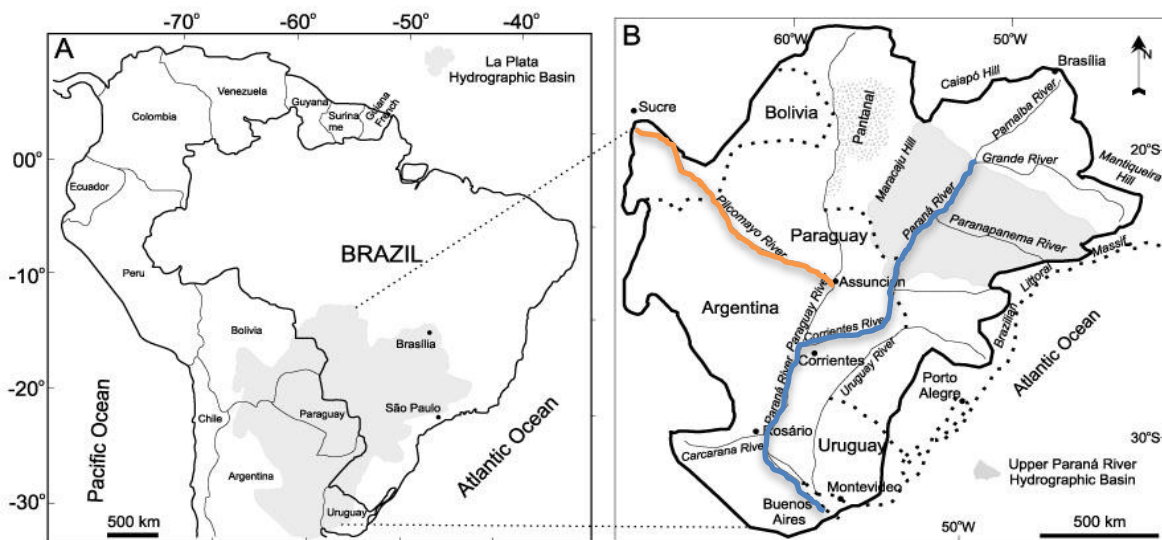 -70°
-60°
-50°
-40°
A
La Plata
Hydrographic Basin
Venezuela
Guyana
Surina
me
Guiana
French
Colombia
00°
Ecuador
BRAZIL
Peru
-10°
Bolivia
Brasília
-20°
São Paulo
Paraguay
Chile
Argentina
-30°
Uruguay
500 km
Pacific Ocean
Atlantic Ocean
B
60°W
50°W
N
Brasília
Caiapó Hill
Sucre
Bolivia
Pantanal
Parnaíba River
20°S
Grande River
Mantiqueira
Hill
Maracaju Hill
Paraná River
Pilcomayo River
Paraguay
Paranapanema River
Assuncion
Brazilian
Littoral
Massif
Argentina
Paraguay River
Corrientes River
Corrientes
Uruguay River
Atlantic Ocean
Porto
Alegre
Paraná River
Rosário
30°S
Carcarana River
Uruguay
Upper Paraná River
Hydrographic Basin
Montevideo
Buenos
Aires
50°W
500 km